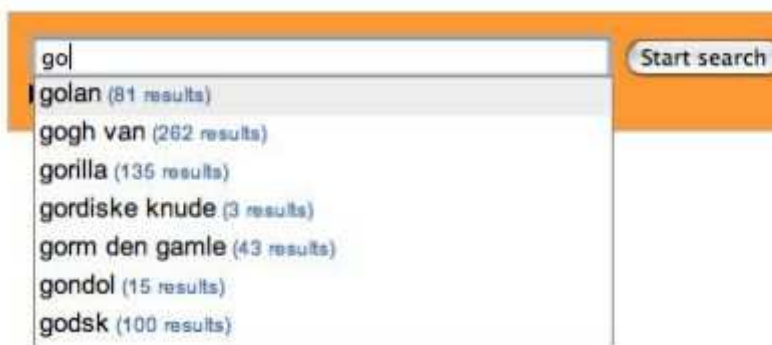 go Start search
golan (81 results)
gogh van (262 results)
gorilla (135 results)
gordiske knude (3 results)
gorm den gamle (43 results)
gondol (15 results)
godsk (100 results)